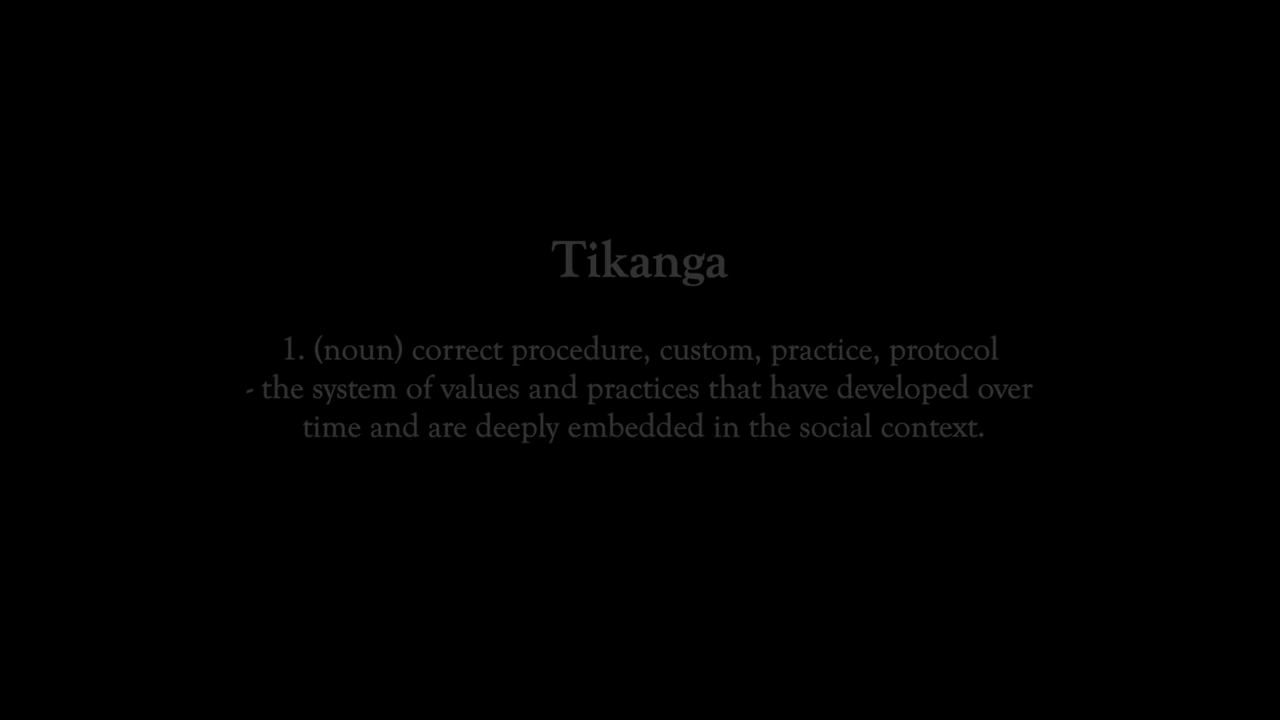 Tikanga
1. (noun) correct procedure, custom, practice, protocol
- the system of values and practices that have developed over
time and are deeply embedded in the social context.